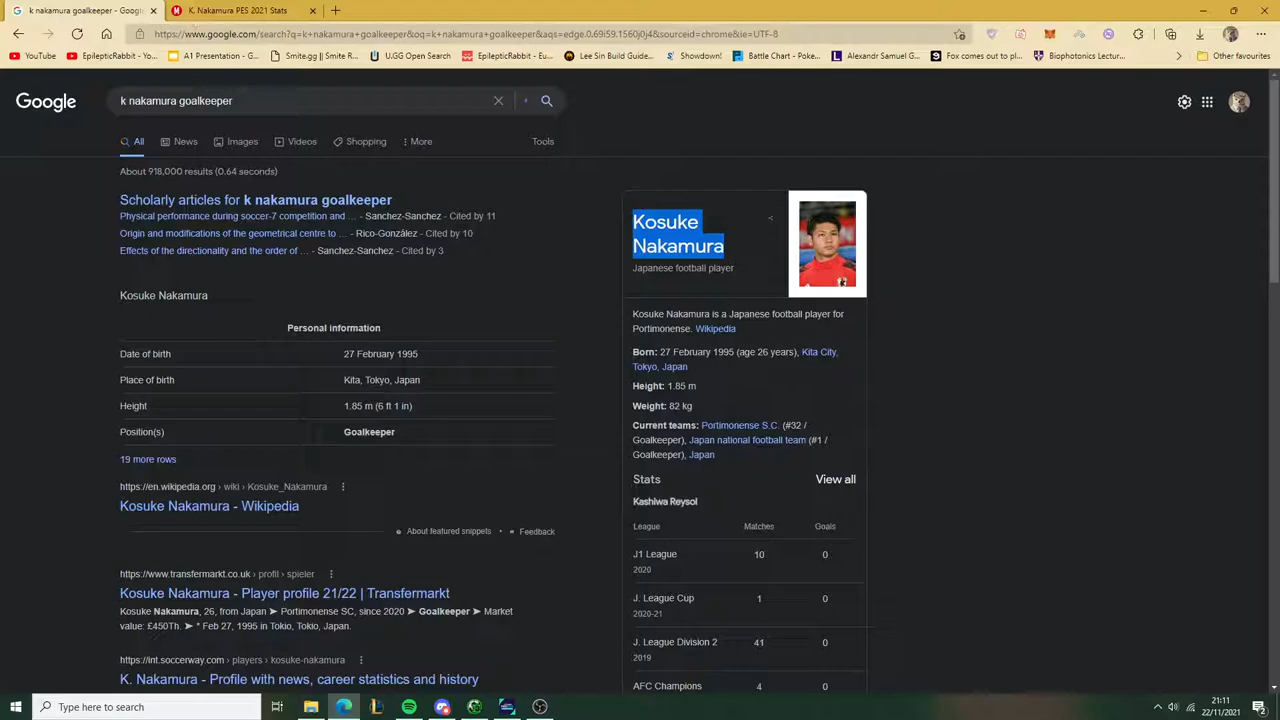 k nakamura goalkeeper - Google
K. Nakamura PES 2021 Stats
https://www.google.com/search?q=k+nakamura+goalkeeper&oq=k+nakamura+goalkeeper&aqs=edge.0.69i59.1560j0j4&sourceid=chrome&ie=UTF-8
YouTube
EpilepticRabbit - Yo...
A1 Presentation - G...
Smite.gg | Smite R...
U.GG Open Search
EpilepticRabbit - Eu...
Lee Sin Build Guide...
Showdown!
Battle Chart - Poke...
Alexander Samuel G...
Fox comes out to pl...
Biophotonics Lectur...
Other favourites
Google
k nakamura goalkeeper
All
News
Images
Videos
Shopping
More
Tools
About 918,000 results (0.64 seconds)
Scholarly articles for k nakamura goalkeeper
Physical performance during soccer-7 competition and ... - Sanchez-Sanchez - Cited by 11
Origin and modifications of the geometrical centre to ... - Rico-González - Cited by 10
Effects of the directionality and the order of ... - Sanchez-Sanchez - Cited by 3
Kosuke Nakamura
Personal information
Date of birth 27 February 1995
Place of birth Kita, Tokyo, Japan
Height 1.85 m (6 ft 1 in)
Position(s) Goalkeeper
19 more rows
https://en.wikipedia.org › wiki › Kosuke_Nakamura
Kosuke Nakamura - Wikipedia
About featured snippets • Feedback
https://www.transfermarkt.co.uk › profil › spieler
Kosuke Nakamura - Player profile 21/22 | Transfermarkt
Kosuke Nakamura, 26, from Japan ➤ Portimonense SC, since 2020 ➤ Goalkeeper ➤ Market
value: £450Th. ➤ * Feb 27, 1995 in Tokio, Tokyo, Japan.
https://int.soccerway.com › players › kosuke-nakamura
K. Nakamura - Profile with news, career statistics and history
Kosuke
Nakamura
Japanese football player
Kosuke Nakamura is a Japanese football player for
Portimonense. Wikipedia
Born: 27 February 1995 (age 26 years), Kita City,
Tokyo, Japan
Height: 1.85 m
Weight: 82 kg
Current teams: Portimonense S.C. (#32 /
Goalkeeper), Japan national football team (#1 /
Goalkeeper), Japan
Stats View all
Kashiwa Reysol
League Matches Goals
J1 League 10 0
2020
J. League Cup 1 0
2020-21
J. League Division 2 41 0
2019
AFC Champions 4 0
Type here to search
21:11
22/11/2021
2